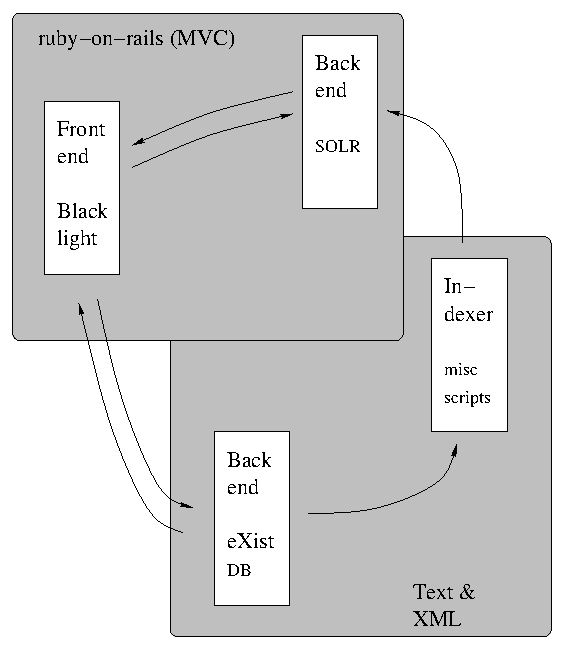 ruby−on−rails (MVC)
Back
end
SOLR
Front
end
Black
light
In−
dexer
misc
scripts
Back
end
eXist
DB
Text &
XML